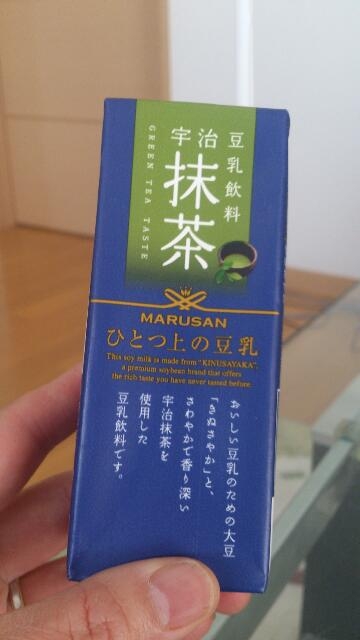 豆乳飲料
宇治
抹茶
GREEN TEA TASTE
MARUSAN
ひとつ上の豆乳
This soy milk is made from "KINUSAYAKA",
a premium soybean brand that offers
the rich taste you have never tasted before.
おいしい豆乳のための大豆
「きぬさやか」と、
さわやかで香り深い
宇治抹茶を
使用した
豆乳飲料です。